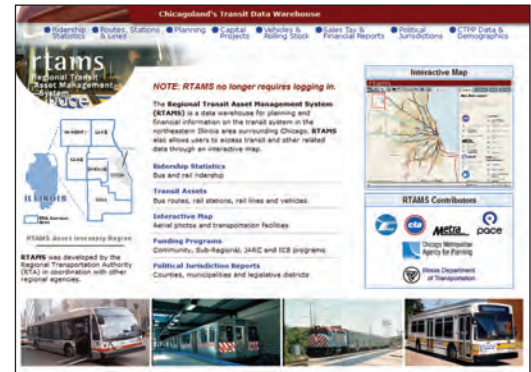 Chicagoland's Transit Data Warehouse
Ridership Statistics
Routes, Stations & Lines
Planning
Capital Projects
Vehicles & Rolling Stock
Sales Tax & Financial Reports
Political Jurisdictions
CTPP Data & Demographics
rtams
Regional Transit
Asset Management
System
NOTE: RTAMS no longer requires logging in.
The Regional Transit Asset Management System
(RTAMS) is a data warehouse for planning and
financial information on the transit system in the
northeastern Illinois area surrounding Chicago. RTAMS
also allows users to access transit and other related
data through an interactive map.
Ridership Statistics
Bus and rail ridership
Transit Assets
Bus routes, rail stations, rail lines and vehicles.
Interactive Map
Aerial photos and transportation facilities
Funding Programs
Community, Sub-Regional, JARC and ICE programs
Political Jurisdiction Reports
Counties, municipalities and legislative districts
McHENRY
LAKE
KANE
DuPAGE
COOK
WILL
ILLINOIS
RTAMS Asset Inventory Region
RTAMS was developed by the
Regional Transportation Authority
(RTA) in coordination with other
regional agencies.
Interactive Map
RTAMS Contributors
cta
Metra
pace
Chicago Metropolitan
Agency for Planning
Illinois Department
of Transportation